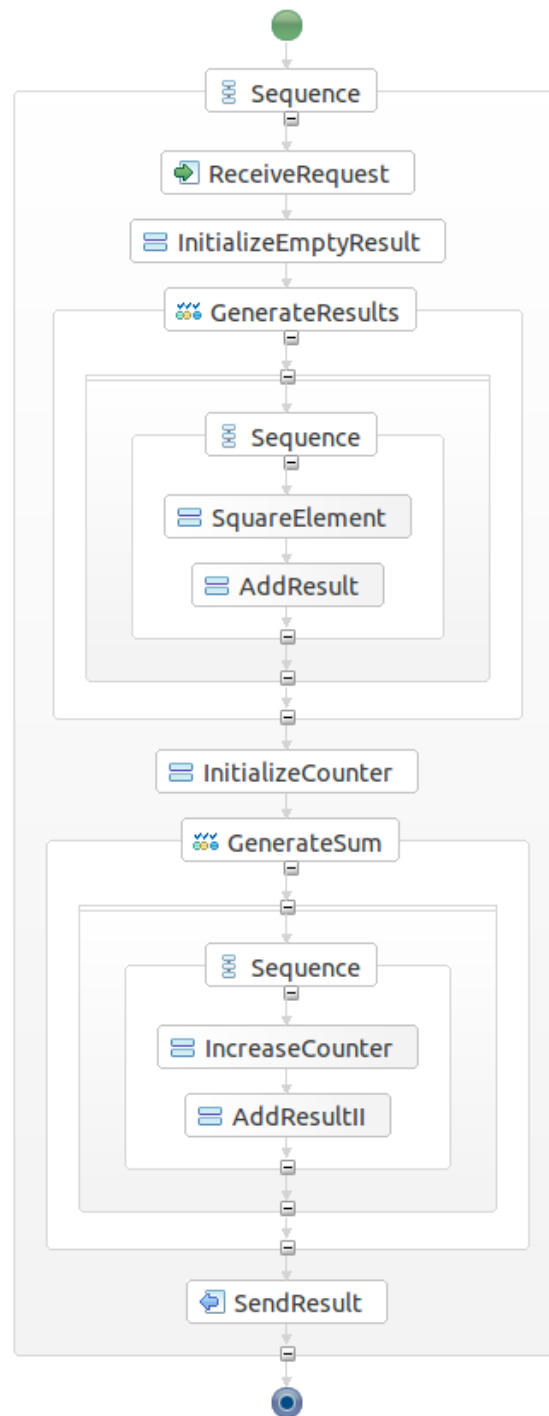 Sequence
ReceiveRequest
InitializeEmptyResult
GenerateResults
Sequence
SquareElement
AddResult
InitializeCounter
GenerateSum
Sequence
IncreaseCounter
AddResultII
SendResult